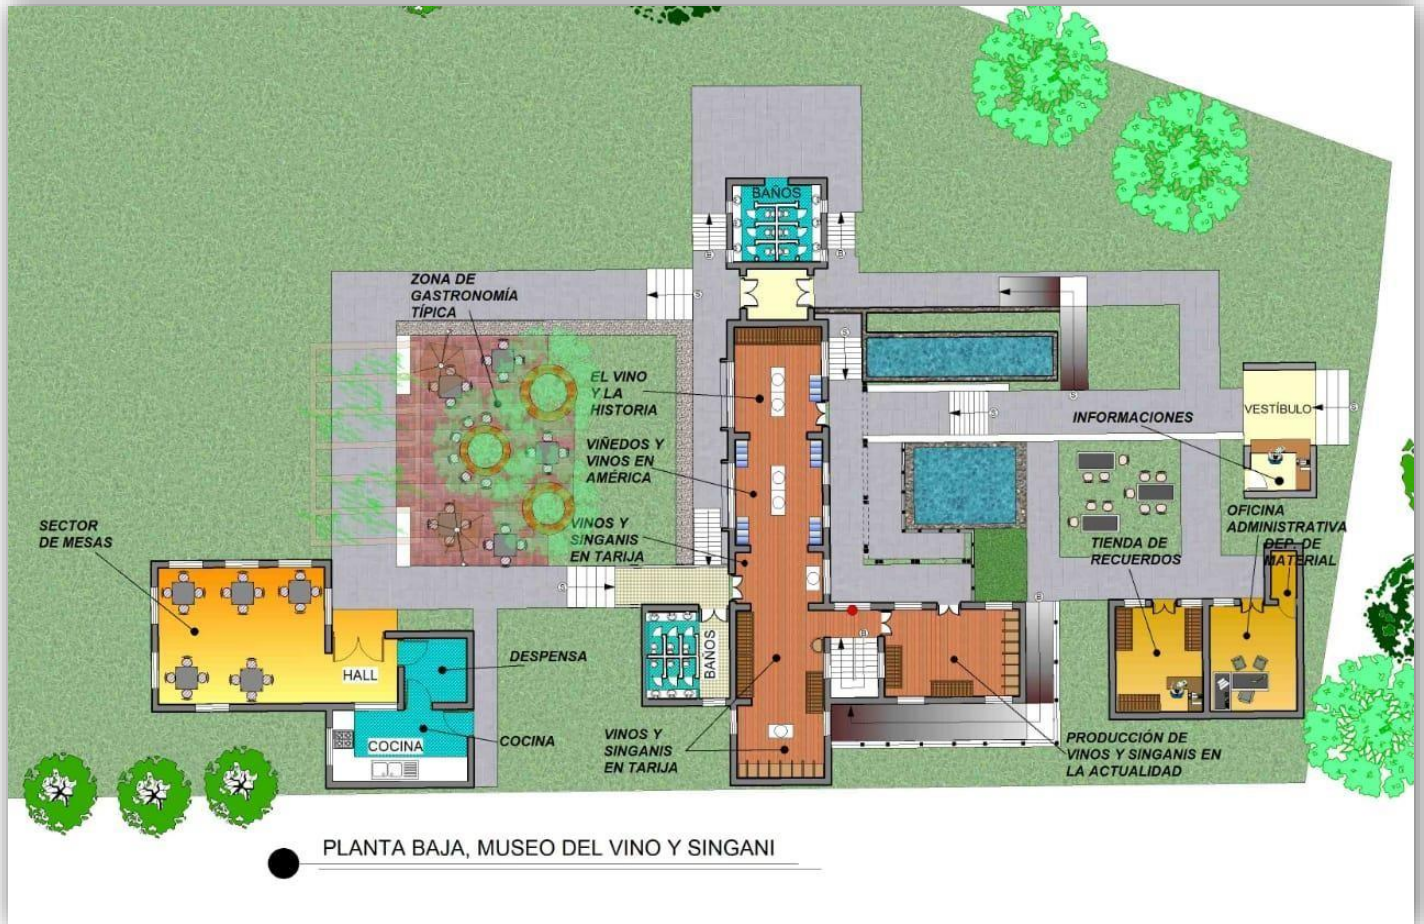 BAÑOS
ZONA DE
GASTRONOMÍA
TÍPICA
EL VINO
Y LA
HISTORIA
VIÑEDOS Y
VINOS EN
AMÉRICA
VINOS Y
SINGANIS
EN TARIJA
INFORMACIONES
VESTÍBULO
OFICINA
ADMINISTRATIVA
DEP. DE
MATERIAL
TIENDA DE
RECUERDOS
SECTOR
DE MESAS
HALL
DESPENSA
BAÑOS
COCINA
COCINA
VINOS Y
SINGANIS
EN TARIJA
PRODUCCIÓN DE
VINOS Y SINGANIS EN
LA ACTUALIDAD
PLANTA BAJA, MUSEO DEL VINO Y SINGANI